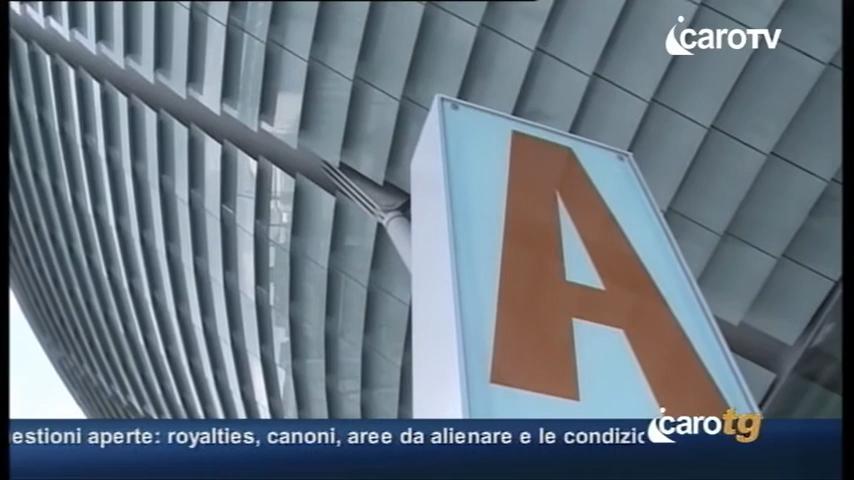 icaroTV
A
estioni aperte: royalties, canoni, aree da alienare e le condizio
icarotg